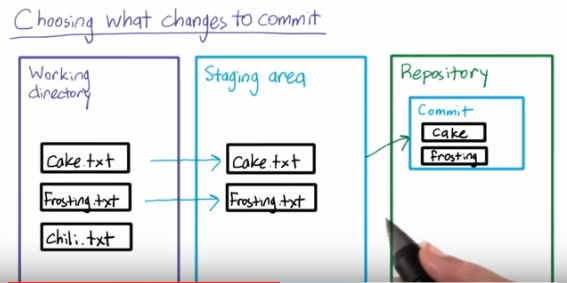 Choosing what changes to commit
Working
directory
Cake.txt
Frosting.txt
Chili.txt
Staging area
Cake.txt
Frosting.txt
Repository
Commit
Cake
Frosting